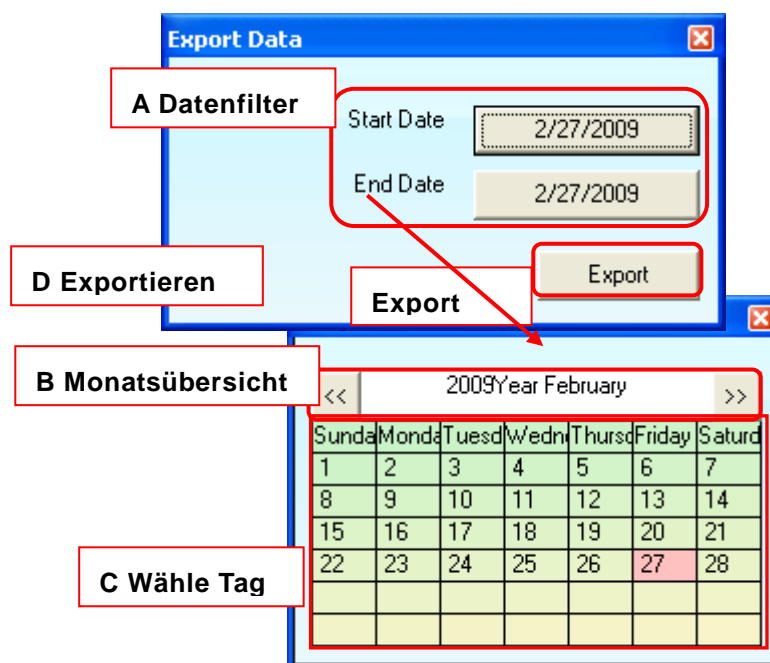 Export Data
A Datenfilter
Start Date 2/27/2009
End Date 2/27/2009
D Exportieren
Export
Export
B Monatsübersicht
<< 2009Year February >>
Sunda Monda Tuesd Wedn Thurs Friday Saturd
1 2 3 4 5 6 7
8 9 10 11 12 13 14
15 16 17 18 19 20 21
22 23 24 25 26 27 28
C Wähle Tag